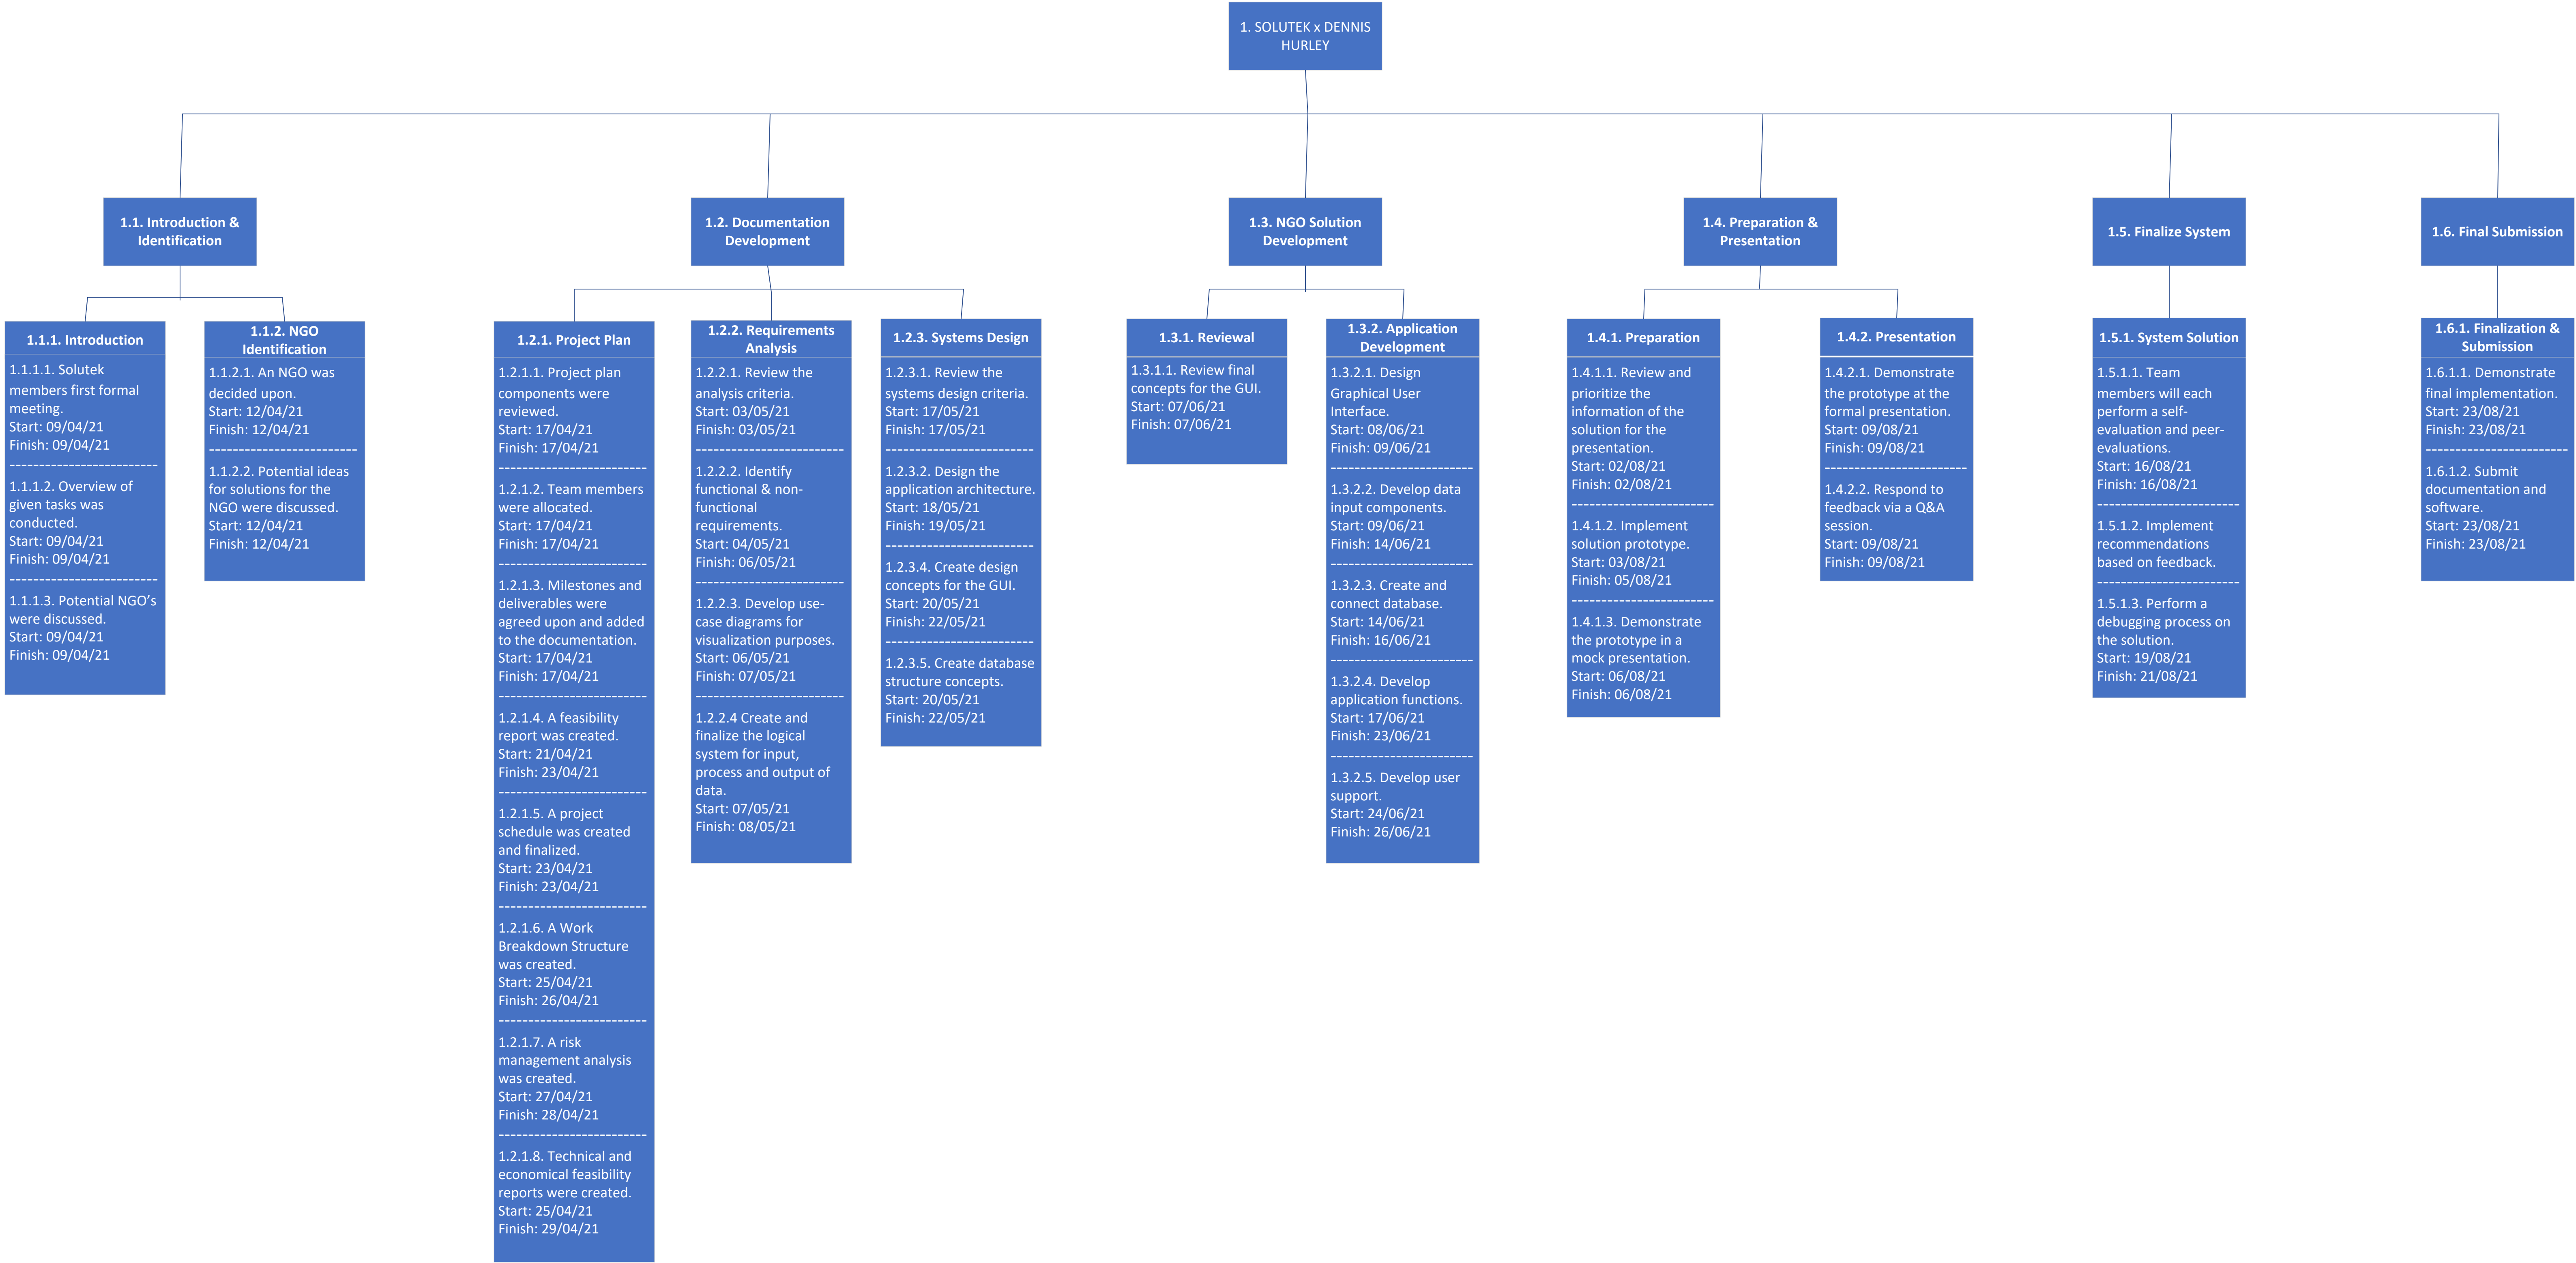 1. SOLUTEK x DENNIS
HURLEY
1.1. Introduction &
Identification
1.2. Documentation
Development
1.3. NGO Solution
Development
1.4. Preparation &
Presentation
1.5. Finalize System
1.6. Final Submission
1.1.1. Introduction
1.1.1.1. Solutek
members first formal
meeting.
Start: 09/04/21
Finish: 09/04/21
-------------------------
1.1.1.2. Overview of
given tasks was
conducted.
Start: 09/04/21
Finish: 09/04/21
-------------------------
1.1.1.3. Potential NGO’s
were discussed.
Start: 09/04/21
Finish: 09/04/21
1.1.2. NGO
Identification
1.1.2.1. An NGO was
decided upon.
Start: 12/04/21
Finish: 12/04/21
-------------------------
1.1.2.2. Potential ideas
for solutions for the
NGO were discussed.
Start: 12/04/21
Finish: 12/04/21
1.2.1. Project Plan
1.2.1.1. Project plan
components were
reviewed.
Start: 17/04/21
Finish: 17/04/21
-------------------------
1.2.1.2. Team members
were allocated.
Start: 17/04/21
Finish: 17/04/21
-------------------------
1.2.1.3. Milestones and
deliverables were
agreed upon and added
to the documentation.
Start: 17/04/21
Finish: 17/04/21
-------------------------
1.2.1.4. A feasibility
report was created.
Start: 21/04/21
Finish: 23/04/21
-------------------------
1.2.1.5. A project
schedule was created
and finalized.
Start: 23/04/21
Finish: 23/04/21
-------------------------
1.2.1.6. A Work
Breakdown Structure
was created.
Start: 25/04/21
Finish: 26/04/21
-------------------------
1.2.1.7. A risk
management analysis
was created.
Start: 27/04/21
Finish: 28/04/21
-------------------------
1.2.1.8. Technical and
economical feasibility
reports were created.
Start: 25/04/21
Finish: 29/04/21
1.2.2. Requirements
Analysis
1.2.2.1. Review the
analysis criteria.
Start: 03/05/21
Finish: 03/05/21
-------------------------
1.2.2.2. Identify
functional & non-
functional
requirements.
Start: 04/05/21
Finish: 06/05/21
-------------------------
1.2.2.3. Develop use-
case diagrams for
visualization purposes.
Start: 06/05/21
Finish: 07/05/21
-------------------------
1.2.2.4 Create and
finalize the logical
system for input,
process and output of
data.
Start: 07/05/21
Finish: 08/05/21
1.2.3. Systems Design
1.2.3.1. Review the
systems design criteria.
Start: 17/05/21
Finish: 17/05/21
-------------------------
1.2.3.2. Design the
application architecture.
Start: 18/05/21
Finish: 19/05/21
-------------------------
1.2.3.4. Create design
concepts for the GUI.
Start: 20/05/21
Finish: 22/05/21
-------------------------
1.2.3.5. Create database
structure concepts.
Start: 20/05/21
Finish: 22/05/21
1.3.1. Reviewal
1.3.1.1. Review final
concepts for the GUI.
Start: 07/06/21
Finish: 07/06/21
1.3.2. Application
Development
1.3.2.1. Design
Graphical User
Interface.
Start: 08/06/21
Finish: 09/06/21
------------------------
1.3.2.2. Develop data
input components.
Start: 09/06/21
Finish: 14/06/21
------------------------
1.3.2.3. Create and
connect database.
Start: 14/06/21
Finish: 16/06/21
------------------------
1.3.2.4. Develop
application functions.
Start: 17/06/21
Finish: 23/06/21
------------------------
1.3.2.5. Develop user
support.
Start: 24/06/21
Finish: 26/06/21
1.4.1. Preparation
1.4.1.1. Review and
prioritize the
information of the
solution for the
presentation.
Start: 02/08/21
Finish: 02/08/21
------------------------
1.4.1.2. Implement
solution prototype.
Start: 03/08/21
Finish: 05/08/21
------------------------
1.4.1.3. Demonstrate
the prototype in a
mock presentation.
Start: 06/08/21
Finish: 06/08/21
1.4.2. Presentation
1.4.2.1. Demonstrate
the prototype at the
formal presentation.
Start: 09/08/21
Finish: 09/08/21
------------------------
1.4.2.2. Respond to
feedback via a Q&A
session.
Start: 09/08/21
Finish: 09/08/21
1.5.1. System Solution
1.5.1.1. Team
members will each
perform a self-
evaluation and peer-
evaluations.
Start: 16/08/21
Finish: 16/08/21
------------------------
1.5.1.2. Implement
recommendations
based on feedback.
------------------------
1.5.1.3. Perform a
debugging process on
the solution.
Start: 19/08/21
Finish: 21/08/21
1.6.1. Finalization &
Submission
1.6.1.1. Demonstrate
final implementation.
Start: 23/08/21
Finish: 23/08/21
------------------------
1.6.1.2. Submit
documentation and
software.
Start: 23/08/21
Finish: 23/08/21